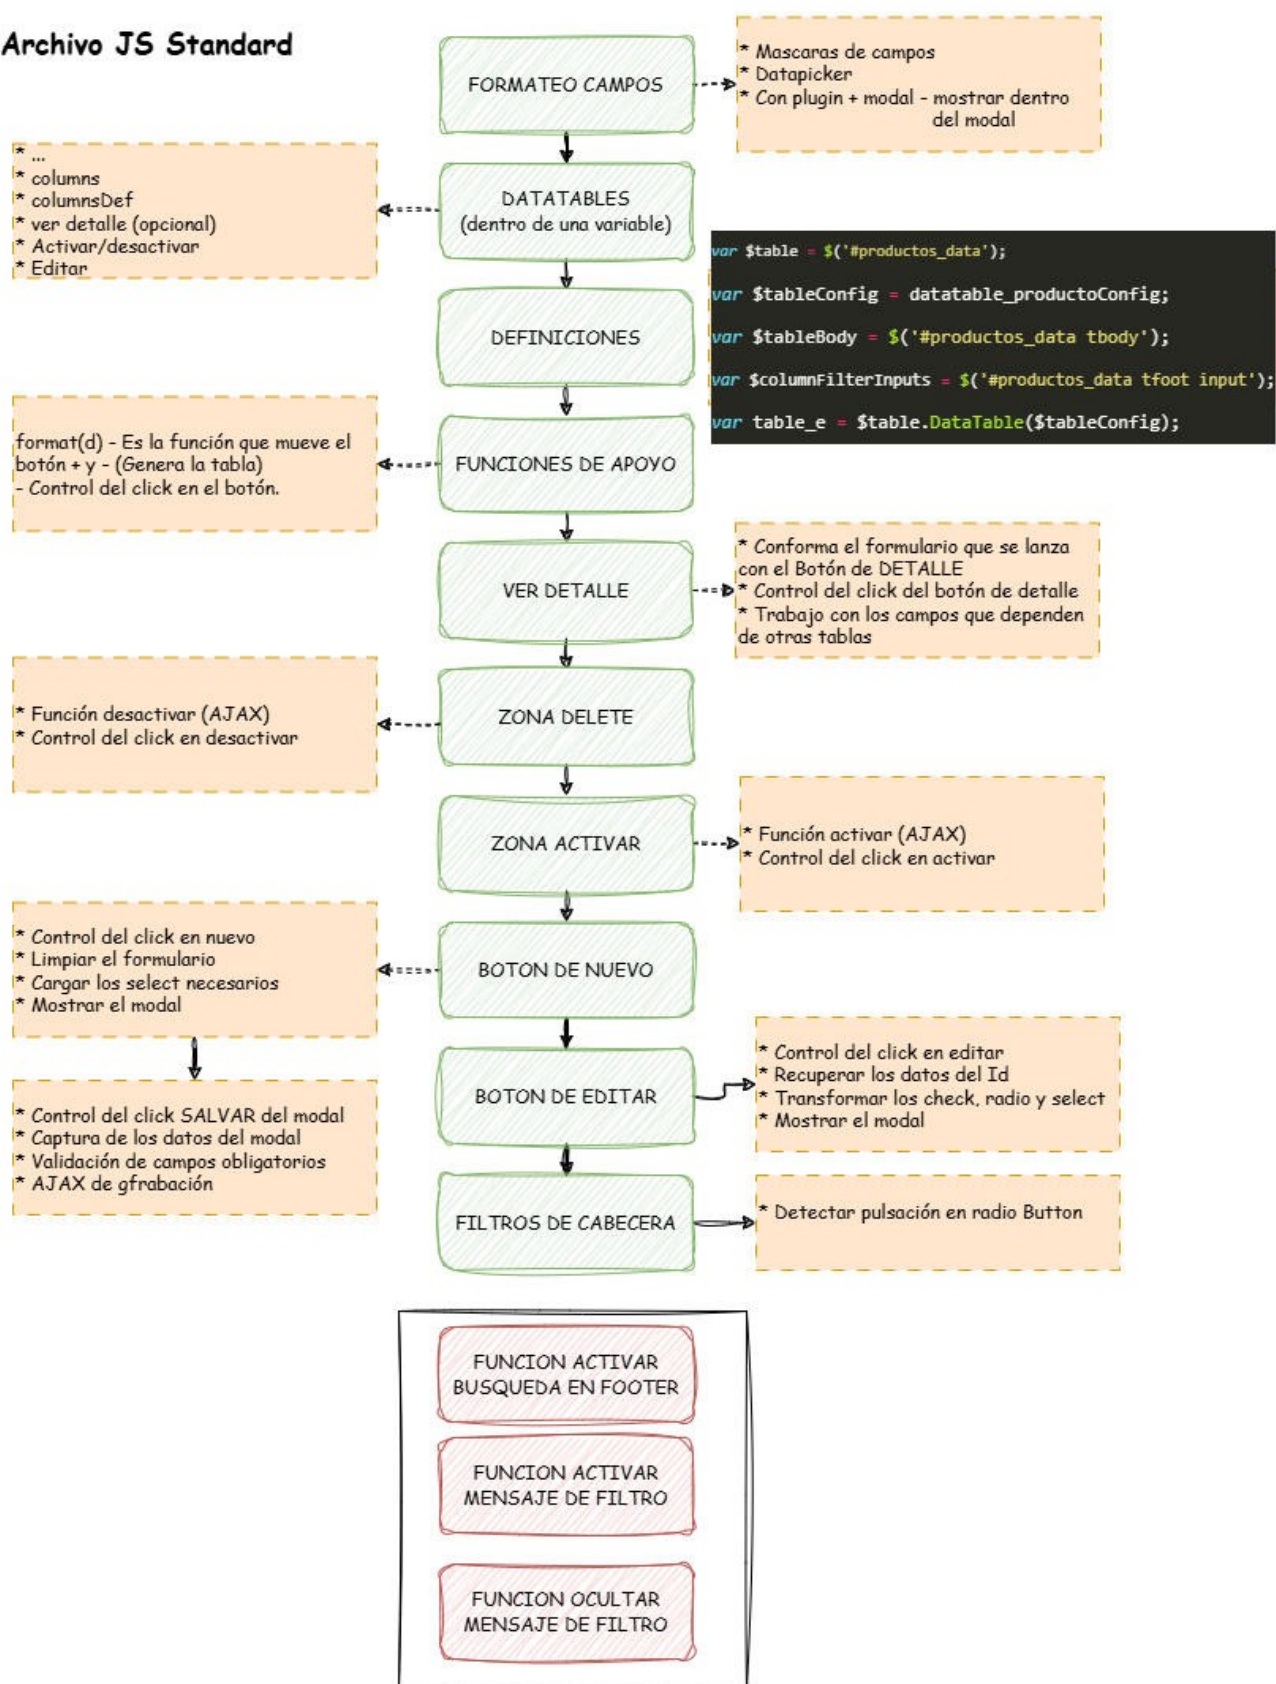 Archivo JS Standard
FORMATEO CAMPOS
* Mascaras de campos
* Datapicker
* Con plugin + modal - mostrar dentro
del modal
* ...
* columns
* columnsDef
* ver detalle (opcional)
* Activar/desactivar
* Editar
DATATABLES
(dentro de una variable)
var $table = $('#productos_data');
var $tableConfig = datatable_productoConfig;
var $tableBody = $('#productos_data tbody');
var $columnFilterInputs = $('#productos_data tfoot input');
var table_e = $table.DataTable($tableConfig);
DEFINICIONES
format(d) - Es la función que mueve el
botón + y - (Genera la tabla)
- Control del click en el botón.
FUNCIONES DE APOYO
VER DETALLE
* Conforma el formulario que se lanza
con el Botón de DETALLE
* Control del click del botón de detalle
* Trabajo con los campos que dependen
de otras tablas
* Función desactivar (AJAX)
* Control del click en desactivar
ZONA DELETE
ZONA ACTIVAR
* Función activar (AJAX)
* Control del click en activar
* Control del click en nuevo
* Limpiar el formulario
* Cargar los select necesarios
* Mostrar el modal
BOTON DE NUEVO
* Control del click SALVAR del modal
* Captura de los datos del modal
* Validación de campos obligatorios
* AJAX de gfrabación
BOTON DE EDITAR
* Control del click en editar
* Recuperar los datos del Id
* Transformar los check, radio y select
* Mostrar el modal
FILTROS DE CABECERA
* Detectar pulsación en radio Button
FUNCION ACTIVAR
BUSQUEDA EN FOOTER
FUNCION ACTIVAR
MENSAJE DE FILTRO
FUNCION OCULTAR
MENSAJE DE FILTRO